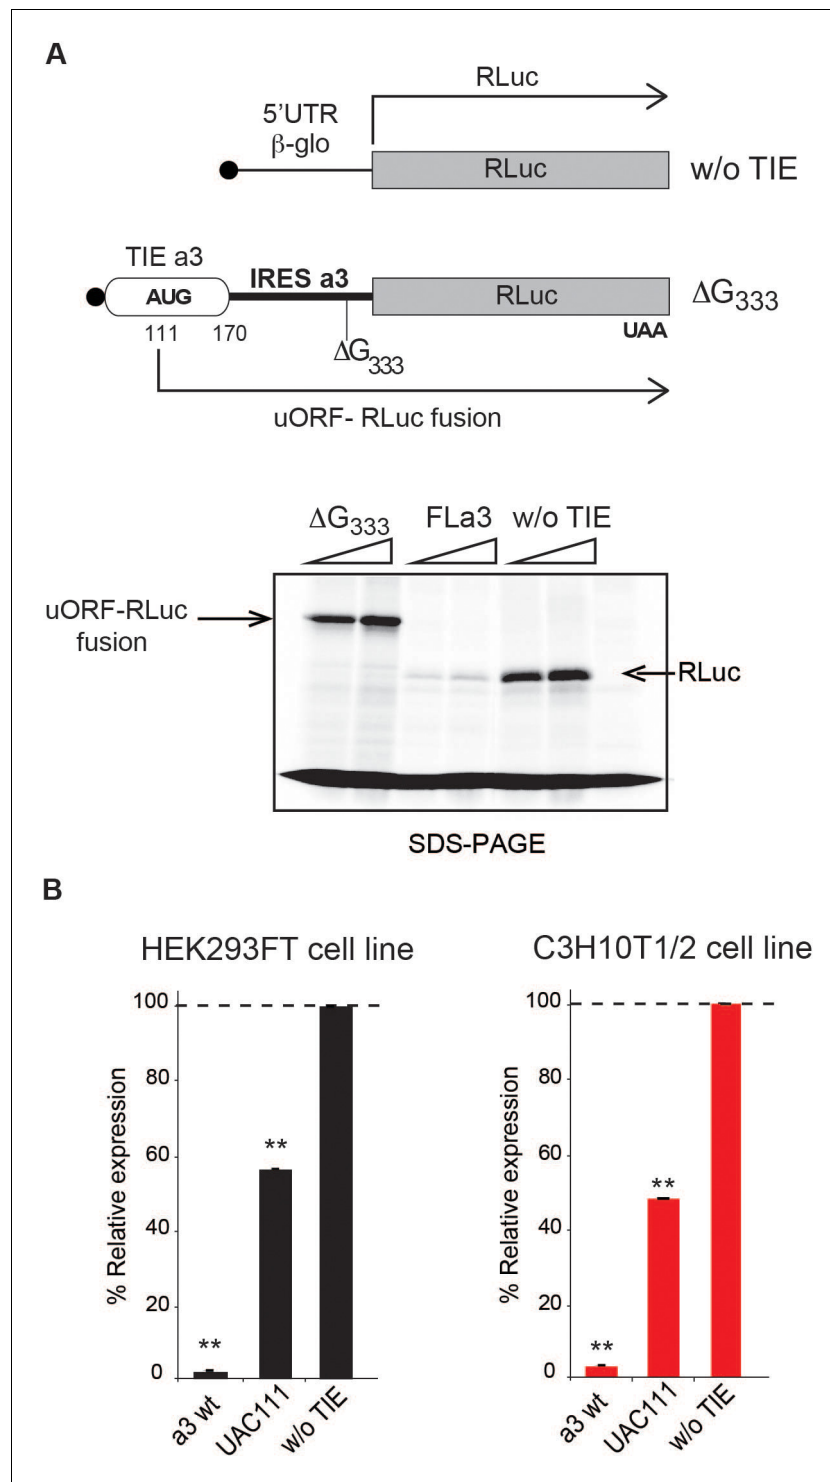 A
RLuc
5'UTR
β-glo
RLuc
w/o TIE
TIE a3
IRES a3
AUG
RLuc
ΔG333
111
170
UAA
ΔG333
uORF- RLuc fusion
ΔG333
FLa3
w/o TIE
uORF-RLuc
fusion
RLuc
SDS-PAGE
B
HEK293FT cell line
% Relative expression
100
80
60
40
20
0
**
**
a3 wt
UAC111
w/o TIE
C3H10T1/2 cell line
% Relative expression
100
80
60
40
20
0
**
**
a3 wt
UAC111
w/o TIE